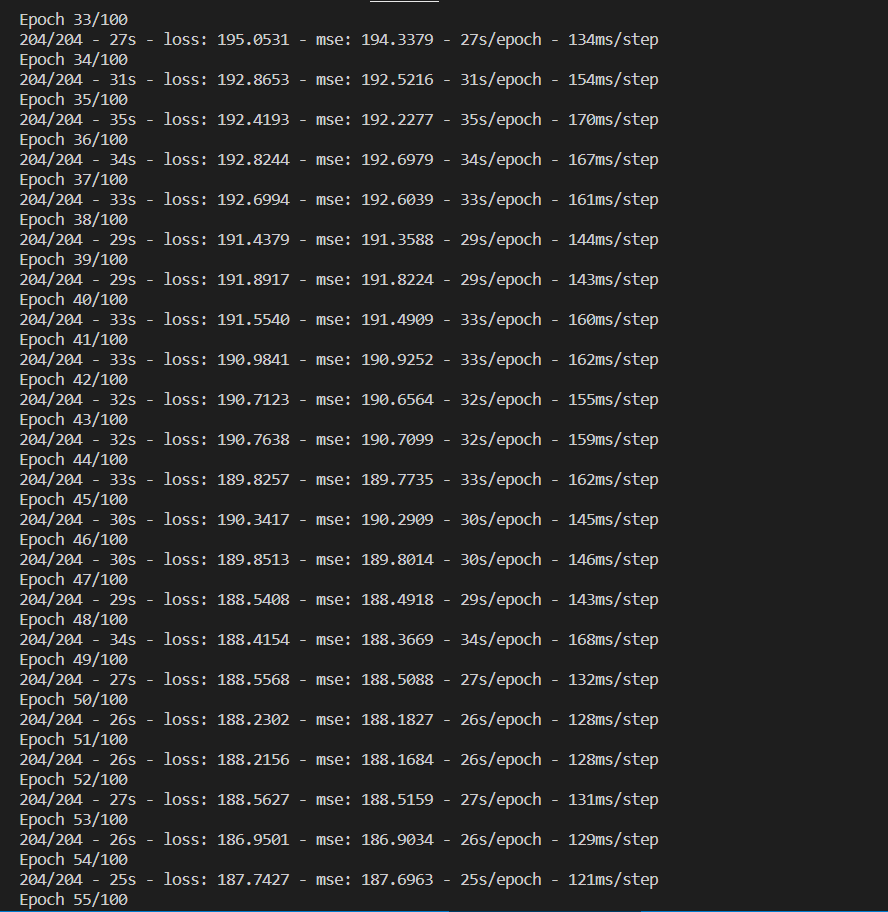 Epoch 33/100
204/204 - 27s - loss: 195.0531 - mse: 194.3379 - 27s/epoch - 134ms/step
Epoch 34/100
204/204 - 31s - loss: 192.8653 - mse: 192.5216 - 31s/epoch - 154ms/step
Epoch 35/100
204/204 - 35s - loss: 192.4193 - mse: 192.2277 - 35s/epoch - 170ms/step
Epoch 36/100
204/204 - 34s - loss: 192.8244 - mse: 192.6979 - 34s/epoch - 167ms/step
Epoch 37/100
204/204 - 33s - loss: 192.6994 - mse: 192.6039 - 33s/epoch - 161ms/step
Epoch 38/100
204/204 - 29s - loss: 191.4379 - mse: 191.3588 - 29s/epoch - 144ms/step
Epoch 39/100
204/204 - 29s - loss: 191.8917 - mse: 191.8224 - 29s/epoch - 143ms/step
Epoch 40/100
204/204 - 33s - loss: 191.5540 - mse: 191.4909 - 33s/epoch - 160ms/step
Epoch 41/100
204/204 - 33s - loss: 190.9841 - mse: 190.9252 - 33s/epoch - 162ms/step
Epoch 42/100
204/204 - 32s - loss: 190.7123 - mse: 190.6564 - 32s/epoch - 155ms/step
Epoch 43/100
204/204 - 32s - loss: 190.7638 - mse: 190.7099 - 32s/epoch - 159ms/step
Epoch 44/100
204/204 - 33s - loss: 189.8257 - mse: 189.7735 - 33s/epoch - 162ms/step
Epoch 45/100
204/204 - 30s - loss: 190.3417 - mse: 190.2909 - 30s/epoch - 145ms/step
Epoch 46/100
204/204 - 30s - loss: 189.8513 - mse: 189.8014 - 30s/epoch - 146ms/step
Epoch 47/100
204/204 - 29s - loss: 188.5408 - mse: 188.4918 - 29s/epoch - 143ms/step
Epoch 48/100
204/204 - 34s - loss: 188.4154 - mse: 188.3669 - 34s/epoch - 168ms/step
Epoch 49/100
204/204 - 27s - loss: 188.5568 - mse: 188.5088 - 27s/epoch - 132ms/step
Epoch 50/100
204/204 - 26s - loss: 188.2302 - mse: 188.1827 - 26s/epoch - 128ms/step
Epoch 51/100
204/204 - 26s - loss: 188.2156 - mse: 188.1684 - 26s/epoch - 128ms/step
Epoch 52/100
204/204 - 27s - loss: 188.5627 - mse: 188.5159 - 27s/epoch - 131ms/step
Epoch 53/100
204/204 - 26s - loss: 186.9501 - mse: 186.9034 - 26s/epoch - 129ms/step
Epoch 54/100
204/204 - 25s - loss: 187.7427 - mse: 187.6963 - 25s/epoch - 121ms/step
Epoch 55/100